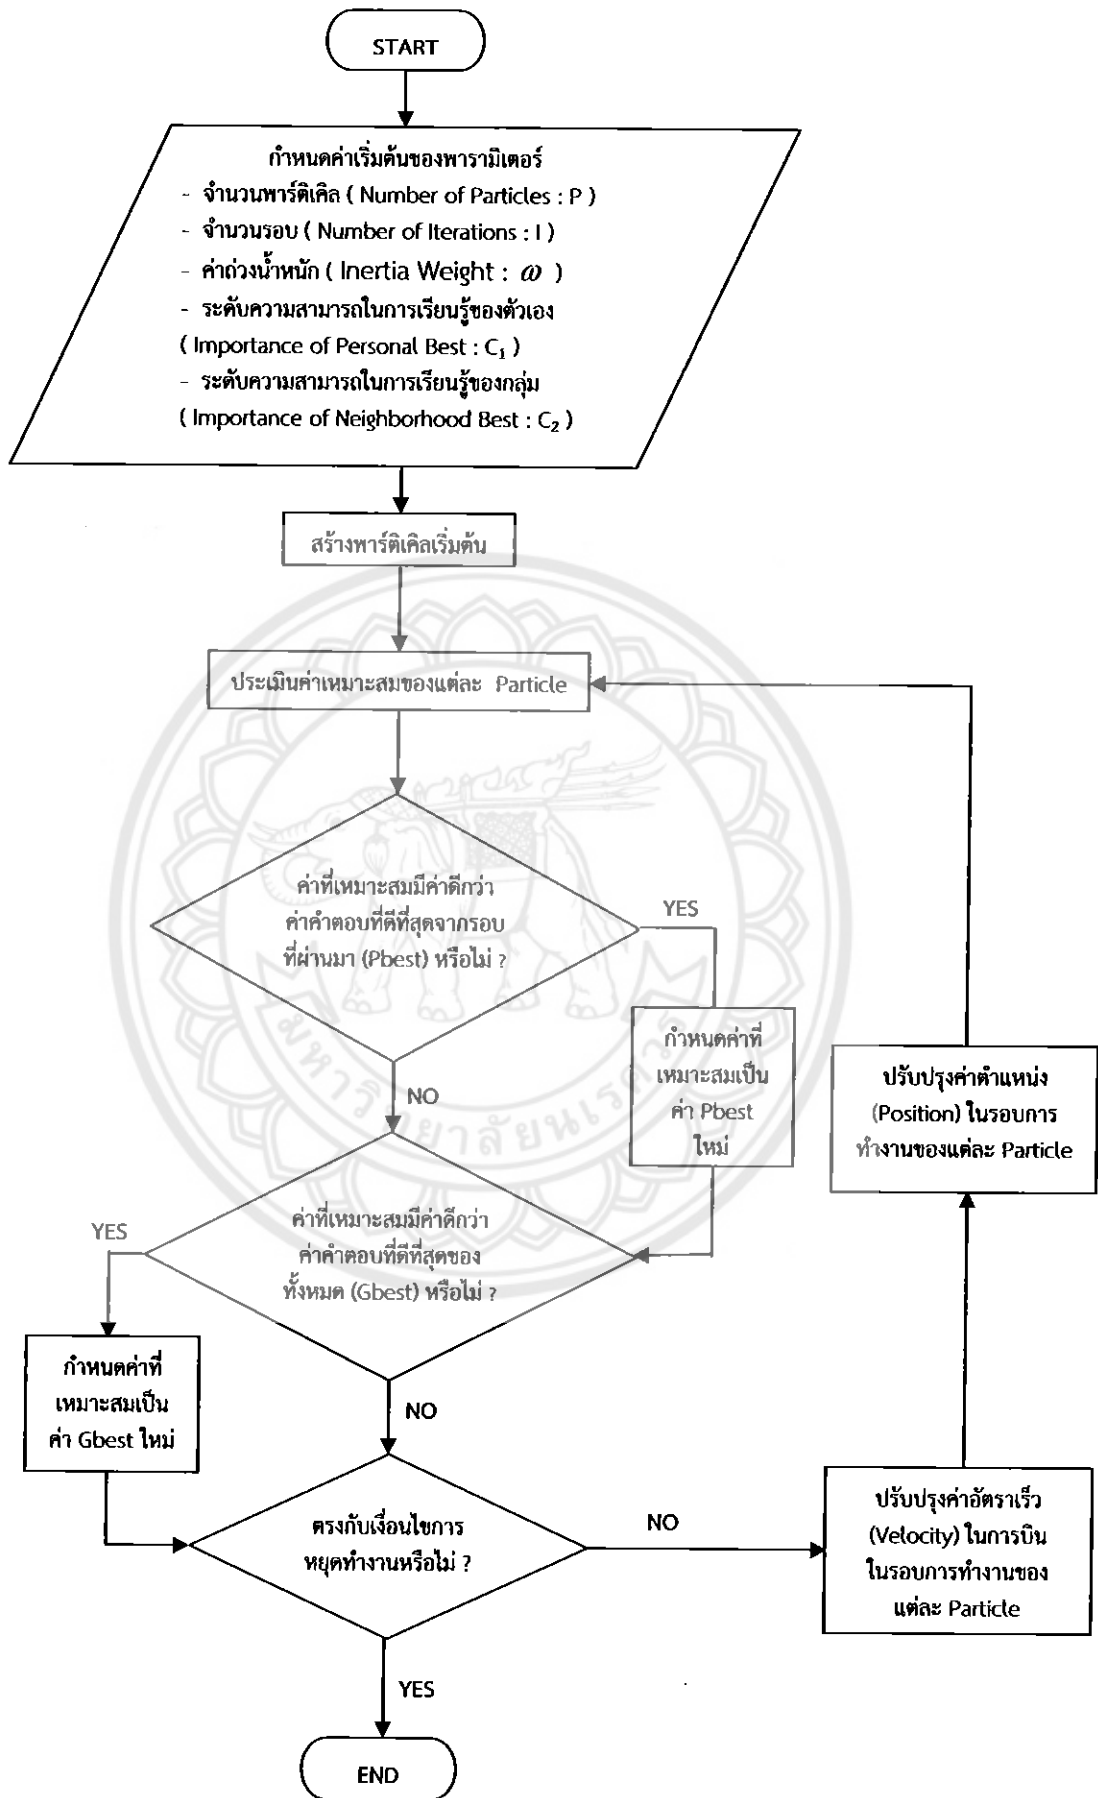 START
กำหนดค่าเริ่มต้นของพารามิเตอร์
- จำนวนพาร์ติเคิล ( Number of Particles : P )
- จำนวนรอบ ( Number of Iterations : I )
- ค่าถ่วงน้ำหนัก ( Inertia Weight : ω )
- ระดับความสามารถในการเรียนรู้ของตัวเอง
( Importance of Personal Best : C₁ )
- ระดับความสามารถในการเรียนรู้ของกลุ่ม
( Importance of Neighborhood Best : C₂ )
สร้างพาร์ติเคิลเริ่มต้น
ประเมินค่าเหมาะสมของแต่ละ Particle
ค่าที่เหมาะสมมีค่าดีกว่า
ค่าคำตอบที่ดีที่สุดจากรอบ
ที่ผ่านมา (Pbest) หรือไม่ ?
YES
กำหนดค่าที่
เหมาะสมเป็น
ค่า Pbest
ใหม่
NO
ค่าที่เหมาะสมมีค่าดีกว่า
ค่าคำตอบที่ดีที่สุดของ
ทั้งหมด (Gbest) หรือไม่ ?
YES
กำหนดค่าที่
เหมาะสมเป็น
ค่า Gbest ใหม่
NO
ตรงกับเงื่อนไขการ
หยุดทำงานหรือไม่ ?
NO
ปรับปรุงค่าอัตราเร็ว
(Velocity) ในการบิน
ในรอบการทำงานของ
แต่ละ Particle
ปรับปรุงค่าตำแหน่ง
(Position) ในรอบการ
ทำงานของแต่ละ Particle
YES
END
มหาวิทยาลัยนเรศวร